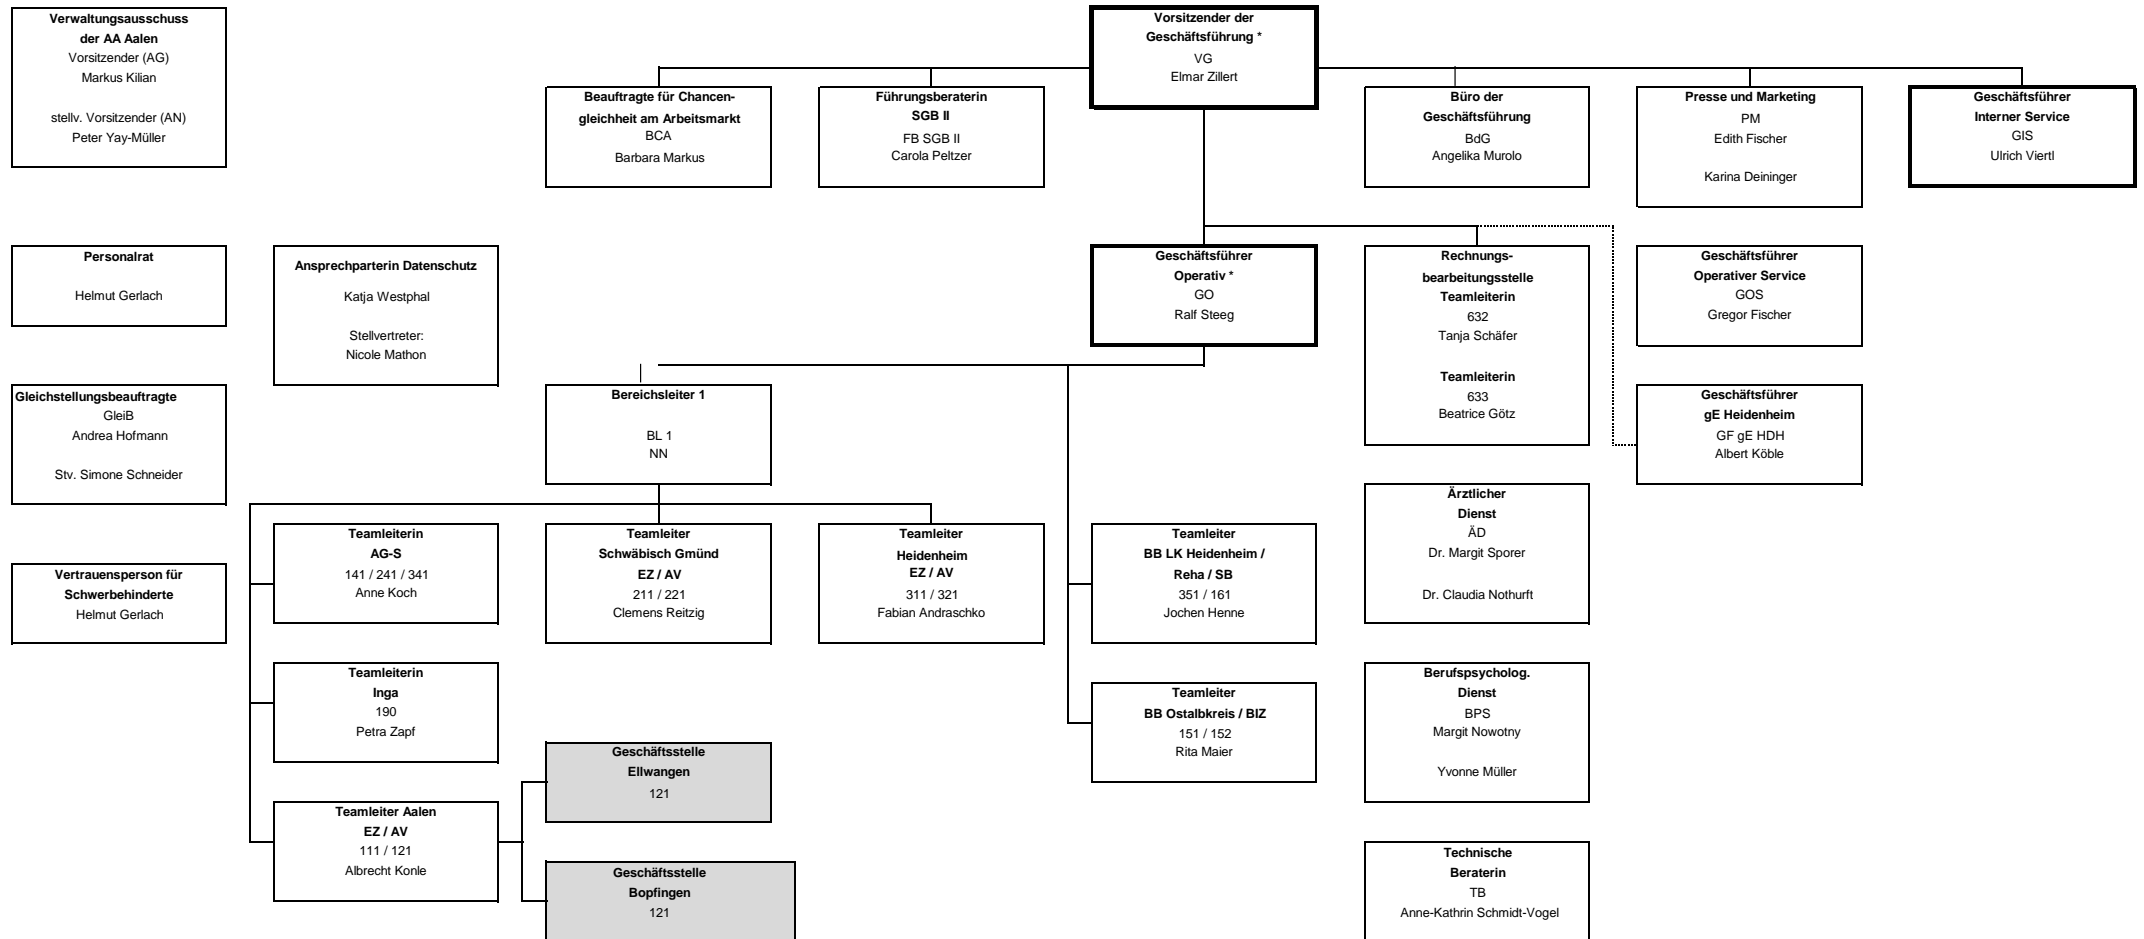 Verwaltungsausschuss
der AA Aalen
Vorsitzender (AG)
Markus Kilian
stellv. Vorsitzender (AN)
Peter Yay-Müller
Vorsitzender der
Geschäftsführung *
VG
Elmar Zillert
Beauftragte für Chancen-
gleichheit am Arbeitsmarkt
BCA
Barbara Markus
Führungsberaterin
SGB II
FB SGB II
Carola Peltzer
Büro der
Geschäftsführung
BdG
Angelika Murolo
Presse und Marketing
PM
Edith Fischer
Karina Deininger
Geschäftsführer
Interner Service
GIS
Ulrich Viertl
Personalrat
Helmut Gerlach
Ansprechparterin Datenschutz
Katja Westphal
Stellvertreter:
Nicole Mathon
Geschäftsführer
Operativ *
GO
Ralf Steeg
Rechnungs-
bearbeitungsstelle
Teamleiterin
632
Tanja Schäfer
Teamleiterin
633
Beatrice Götz
Geschäftsführer
Operativer Service
GOS
Gregor Fischer
Gleichstellungsbeauftragte
GleiB
Andrea Hofmann
Stv. Simone Schneider
Bereichsleiter 1
BL 1
NN
Geschäftsführer
gE Heidenheim
GF gE HDH
Albert Köble
Vertrauensperson für
Schwerbehinderte
Helmut Gerlach
Teamleiterin
AG-S
141 / 241 / 341
Anne Koch
Teamleiter
Schwäbisch Gmünd
EZ / AV
211 / 221
Clemens Reitzig
Teamleiter
Heidenheim
EZ / AV
311 / 321
Fabian Andraschko
Teamleiter
BB LK Heidenheim /
Reha / SB
351 / 161
Jochen Henne
Ärztlicher
Dienst
ÄD
Dr. Margit Sporer
Dr. Claudia Nothurft
Teamleiterin
Inga
190
Petra Zapf
Teamleiter
BB Ostalbkreis / BIZ
151 / 152
Rita Maier
Berufspsycholog.
Dienst
BPS
Margit Nowotny
Yvonne Müller
Geschäftsstelle
Ellwangen
121
Teamleiter Aalen
EZ / AV
111 / 121
Albrecht Konle
Geschäftsstelle
Bopfingen
121
Technische
Beraterin
TB
Anne-Kathrin Schmidt-Vogel